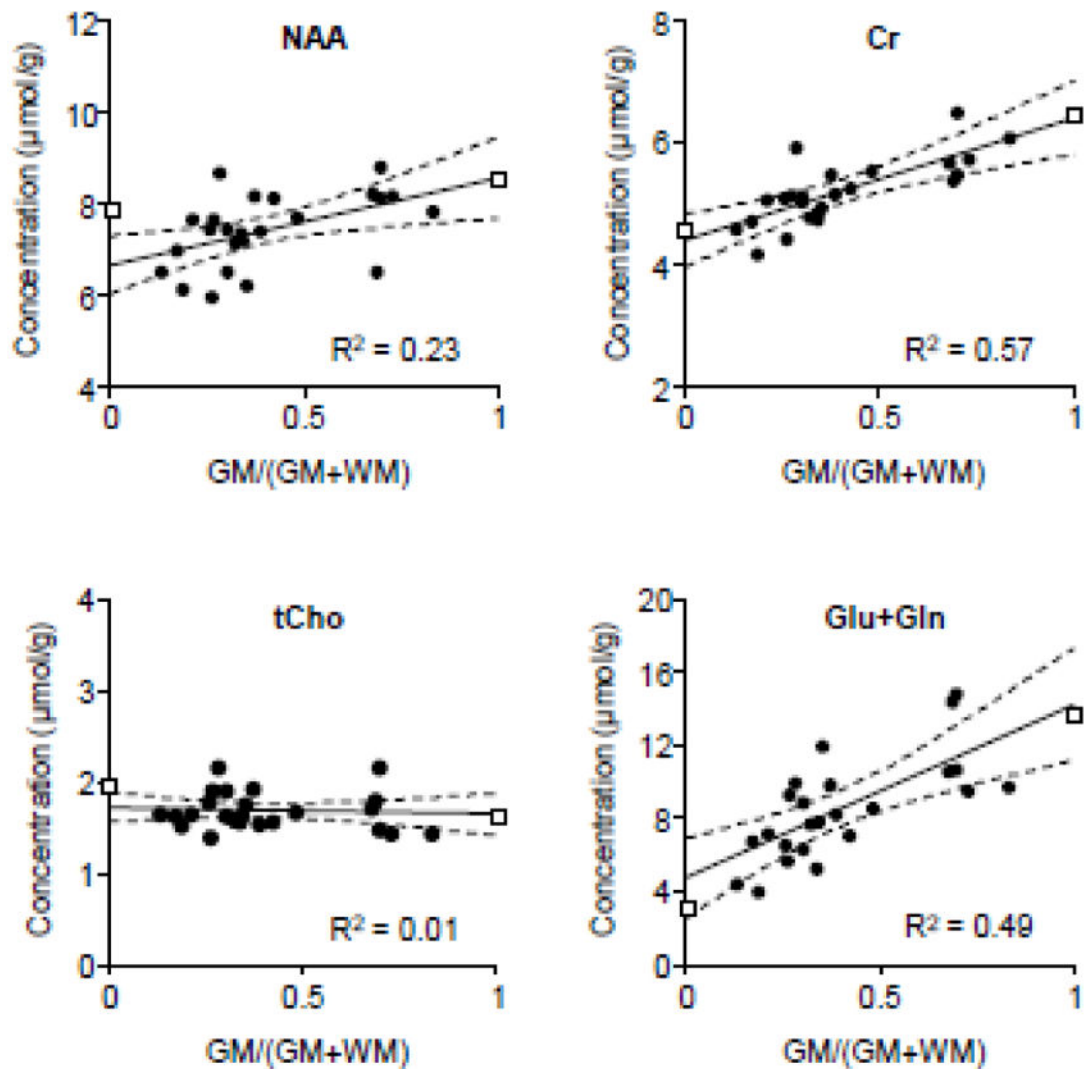 NAA
Concentration (μmol/g)
12
10
8
6
4
R² = 0.23
0
0.5
1
GM/(GM+WM)
Cr
Concentration (μmol/g)
8
6
4
2
R² = 0.57
0
0.5
1
GM/(GM+WM)
tCho
Concentration (μmol/g)
4
3
2
1
0
R² = 0.01
0
0.5
1
GM/(GM+WM)
Glu+Gln
Concentration (μmol/g)
20
16
12
8
4
0
R² = 0.49
0
0.5
1
GM/(GM+WM)